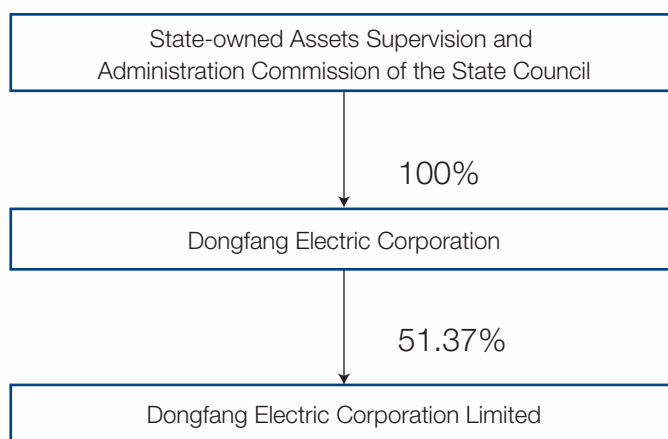 State-owned Assets Supervision and
Administration Commission of the State Council
100%
Dongfang Electric Corporation
51.37%
Dongfang Electric Corporation Limited